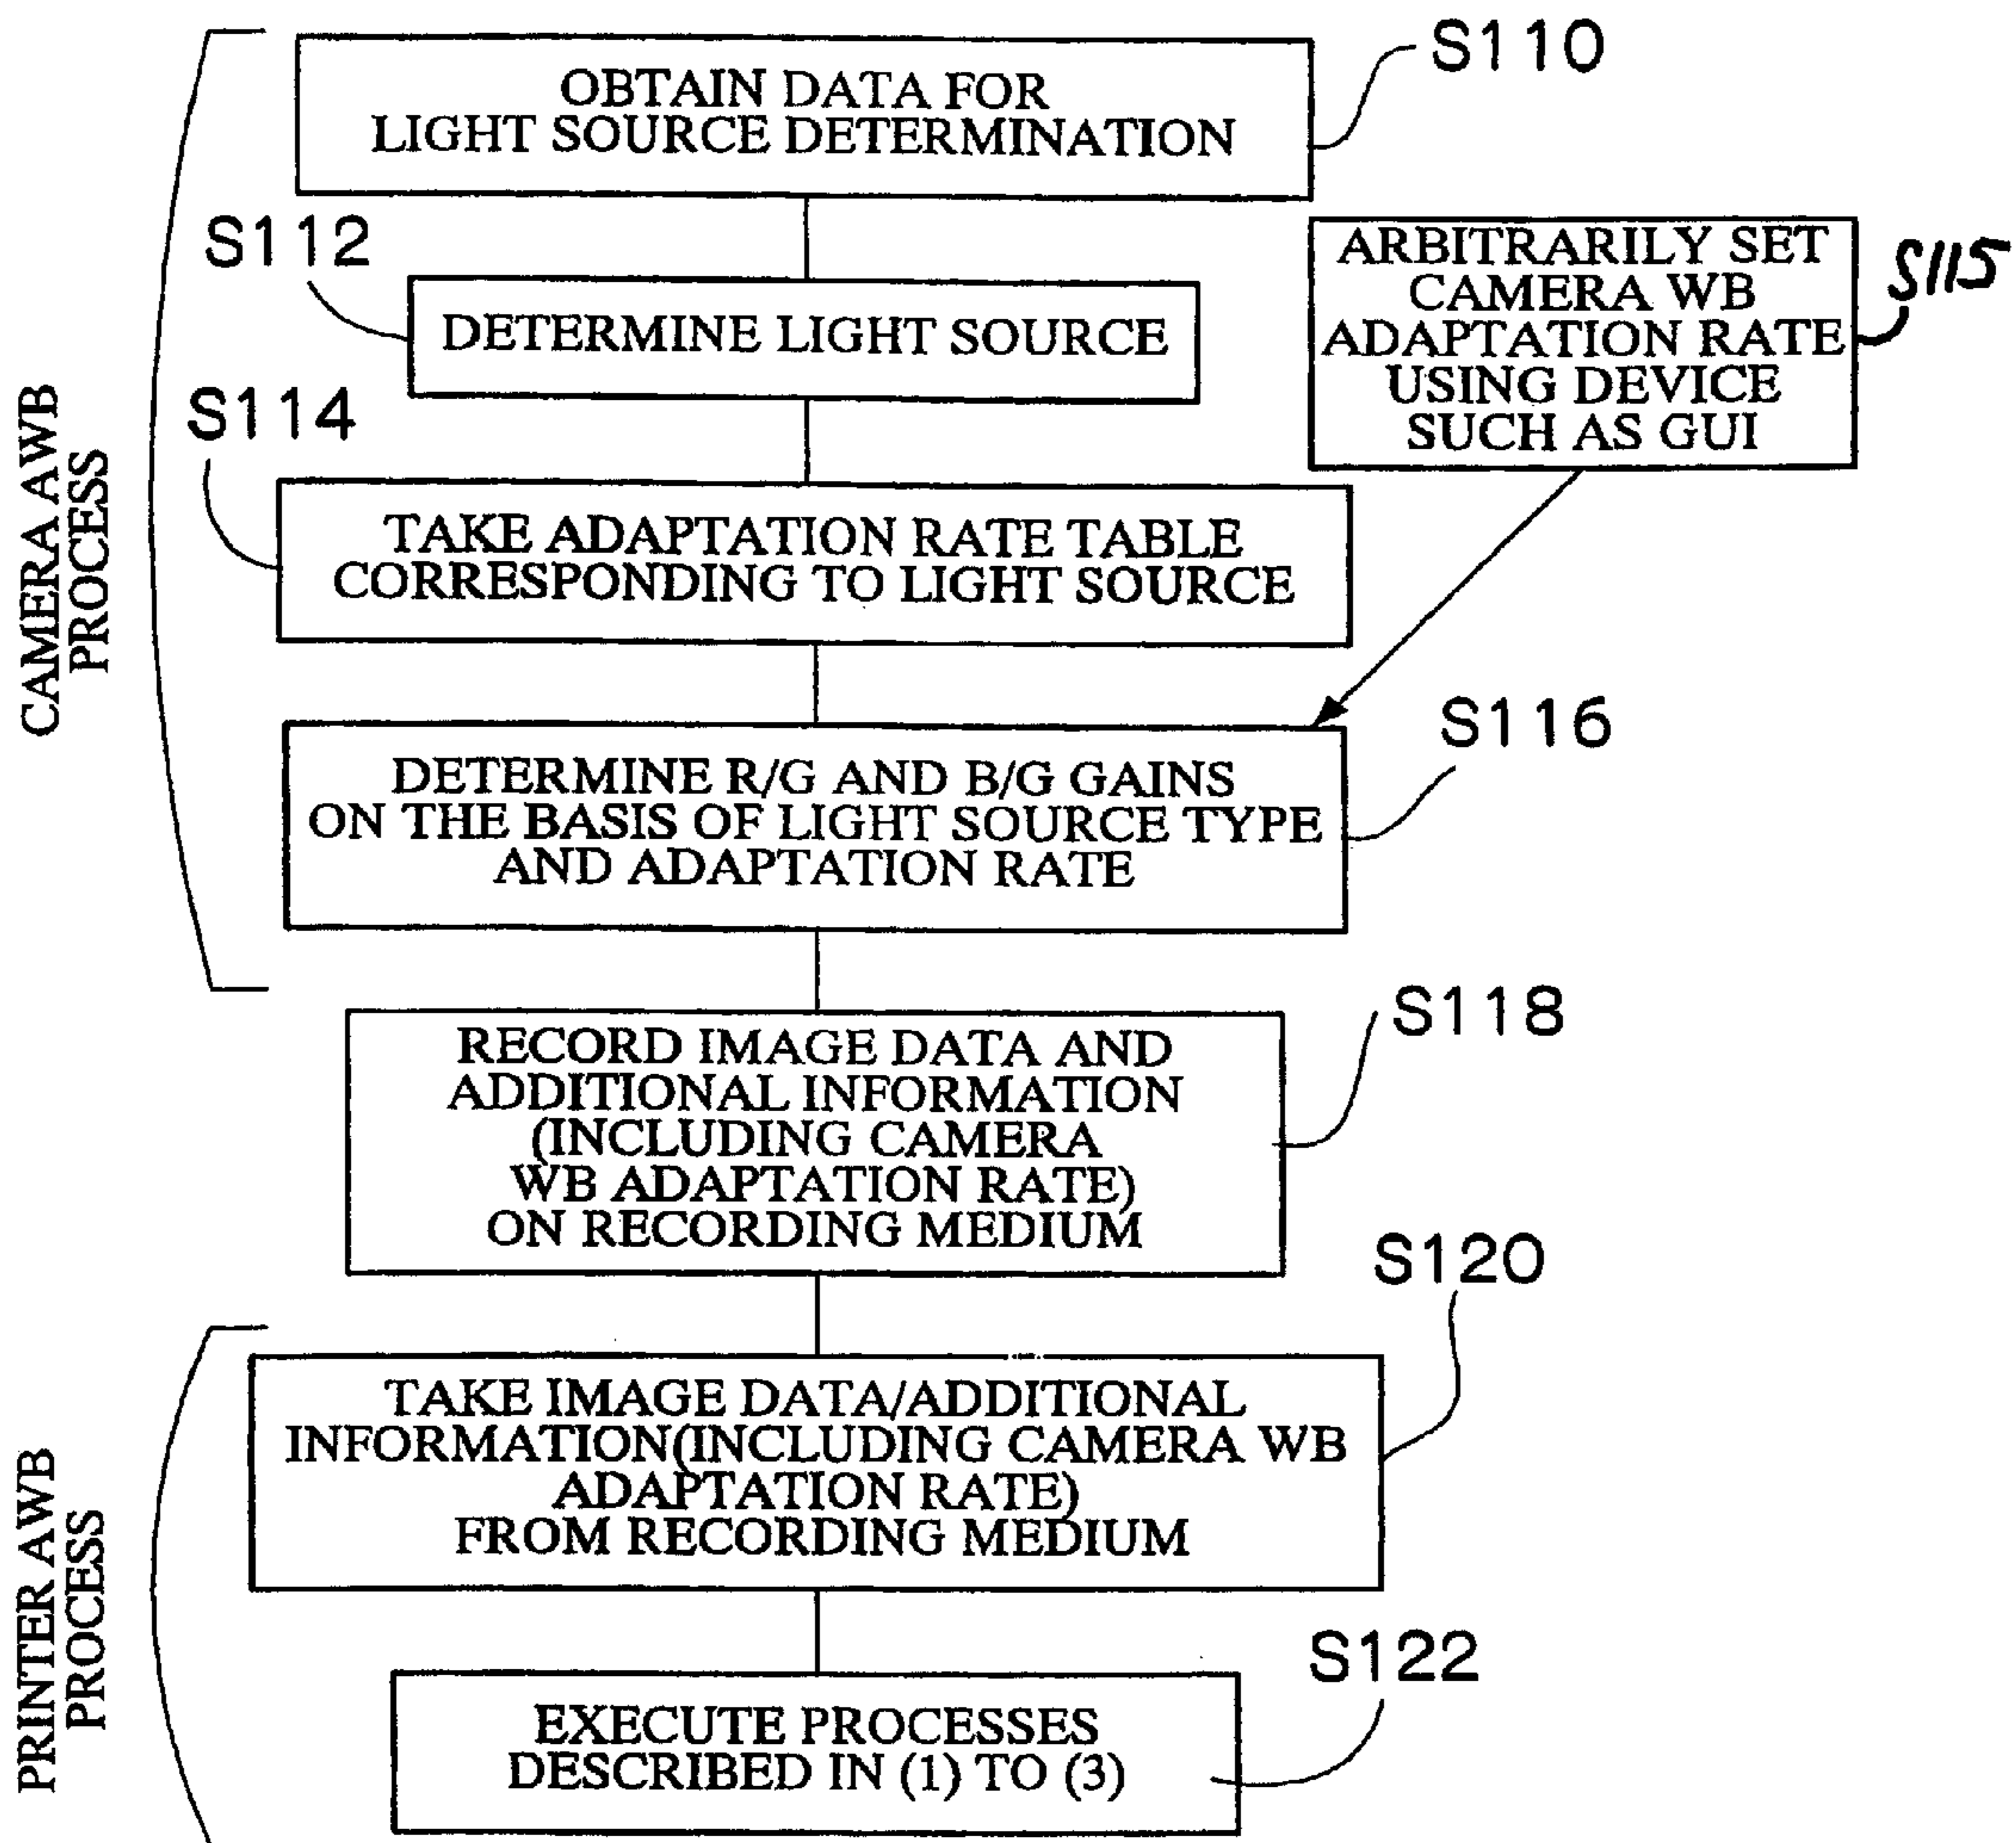 S110
OBTAIN DATA FOR
LIGHT SOURCE DETERMINATION
S112
DETERMINE LIGHT SOURCE
ARBITRARILY SET
CAMERA WB
ADAPTATION RATE
USING DEVICE
SUCH AS GUI
S115
S114
TAKE ADAPTATION RATE TABLE
CORRESPONDING TO LIGHT SOURCE
CAMERA AWB
PROCESS
S116
DETERMINE R/G AND B/G GAINS
ON THE BASIS OF LIGHT SOURCE TYPE
AND ADAPTATION RATE
S118
RECORD IMAGE DATA AND
ADDITIONAL INFORMATION
(INCLUDING CAMERA
WB ADAPTATION RATE)
ON RECORDING MEDIUM
S120
TAKE IMAGE DATA/ADDITIONAL
INFORMATION(INCLUDING CAMERA WB
ADAPTATION RATE)
FROM RECORDING MEDIUM
PRINTER AWB
PROCESS
S122
EXECUTE PROCESSES
DESCRIBED IN (1) TO (3)